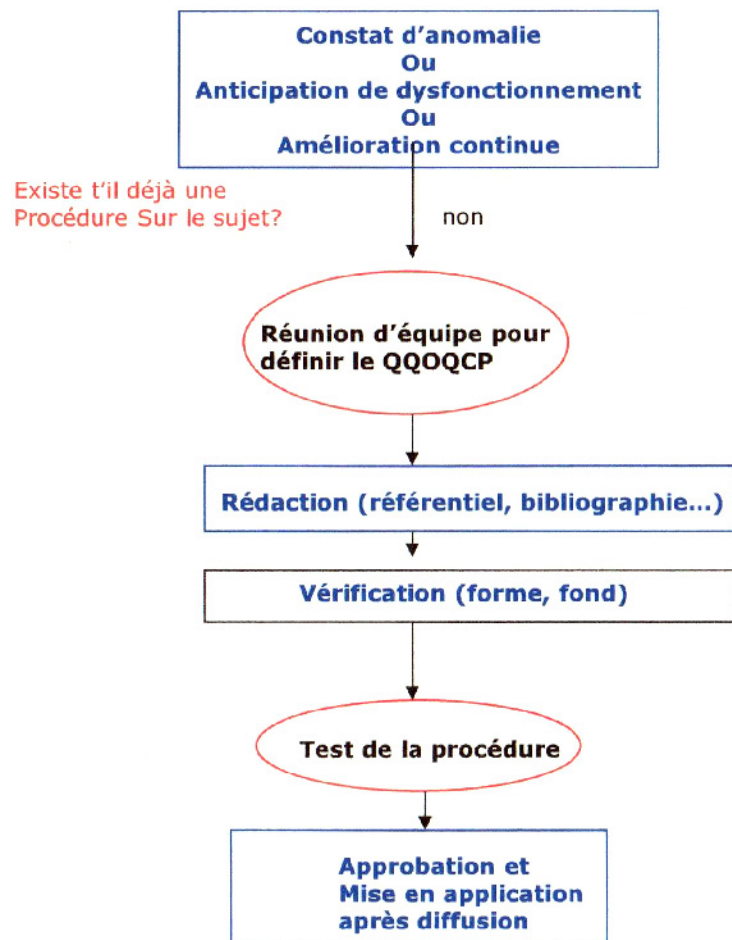 Constat d'anomalie
Ou
Anticipation de dysfonctionnement
Ou
Amélioration continue
Existe t'il déjà une
Procédure Sur le sujet?
non
Réunion d'équipe pour
définir le QQOQCP
Rédaction (référentiel, bibliographie...)
Vérification (forme, fond)
Test de la procédure
Approbation et
Mise en application
après diffusion